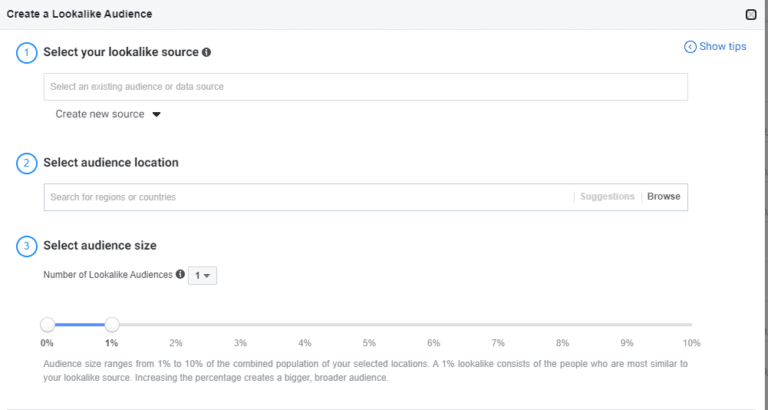 Create a Lookalike Audience
1 Select your lookalike source
Show tips
Select an existing audience or data source
Create new source
2 Select audience location
Search for regions or countries Suggestions Browse
3 Select audience size
Number of Lookalike Audiences 1
0% 1% 2% 3% 4% 5% 6% 7% 8% 9% 10%
Audience size ranges from 1% to 10% of the combined population of your selected locations. A 1% lookalike consists of the people who are most similar to
your lookalike source. Increasing the percentage creates a bigger, broader audience.